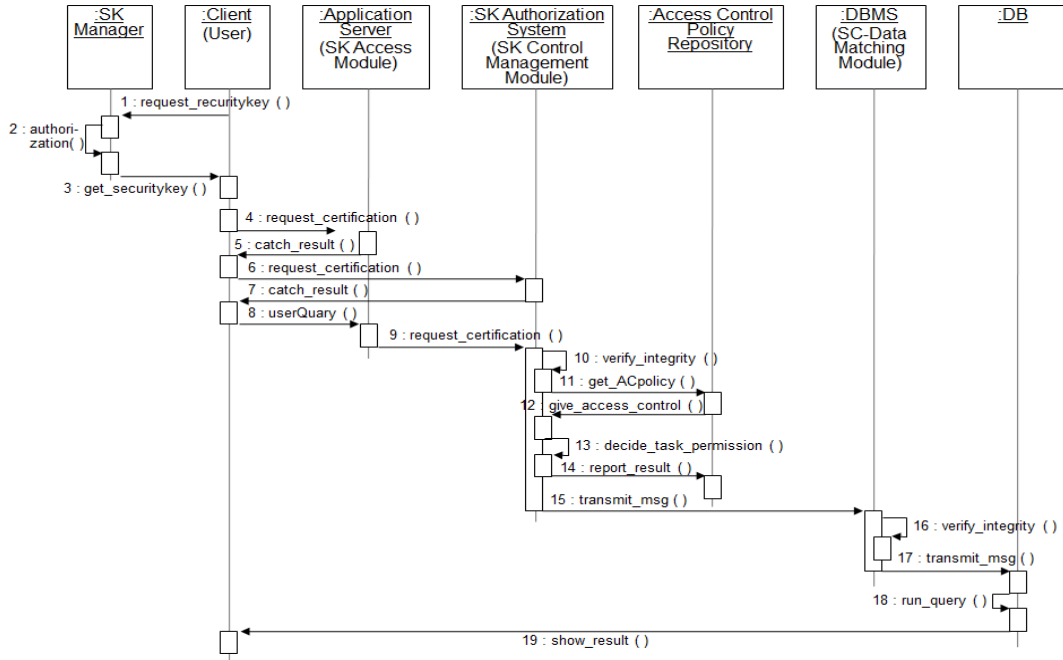 :SK
Manager
:Client
(User)
:Application
Server
(SK Access
Module)
:SK Authorization
System
(SK Control
Management
Module)
:Access Control
Policy
Repository)
:DBMS
(SC-Data
Matching
Module)
:DB
1 : request_recuritykey ( )
2 : authori-
zation( )
3 : get_securitykey ( )
4 : request_certification ( )
5 : catch_result ( )
6 : request_certification ( )
7 : catch_result ( )
8 : userQuary ( )
9 : request_certification ( )
10 : verify_integrity ( )
11 : get_ACpolicy ( )
12 : give_access_control ( )
13 : decide_task_permission ( )
14 : report_result ( )
15 : transmit_msg ( )
16 : verify_integrity ( )
17 : transmit_msg ( )
18 : run_query ( )
19 : show_result ( )